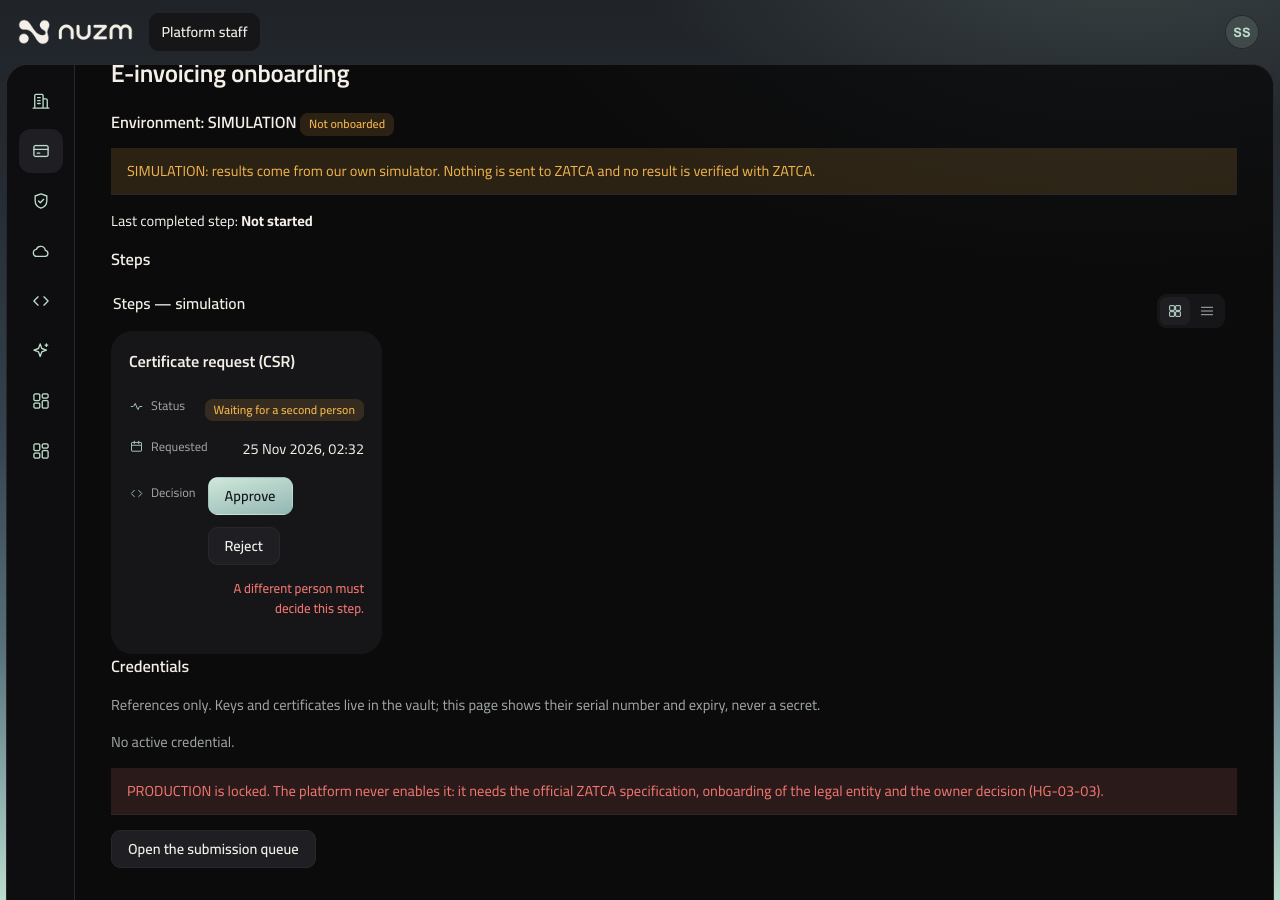 nuzm
Platform staff
SS
E-invoicing onboarding
Environment: SIMULATION Not onboarded
SIMULATION: results come from our own simulator. Nothing is sent to ZATCA and no result is verified with ZATCA.
Last completed step: Not started
Steps
Steps — simulation
Certificate request (CSR)
Status Waiting for a second person
Requested 25 Nov 2026, 02:32
Decision Approve
Reject
A different person must
decide this step.
Credentials
References only. Keys and certificates live in the vault; this page shows their serial number and expiry, never a secret.
No active credential.
PRODUCTION is locked. The platform never enables it: it needs the official ZATCA specification, onboarding of the legal entity and the owner decision (HG-03-03).
Open the submission queue